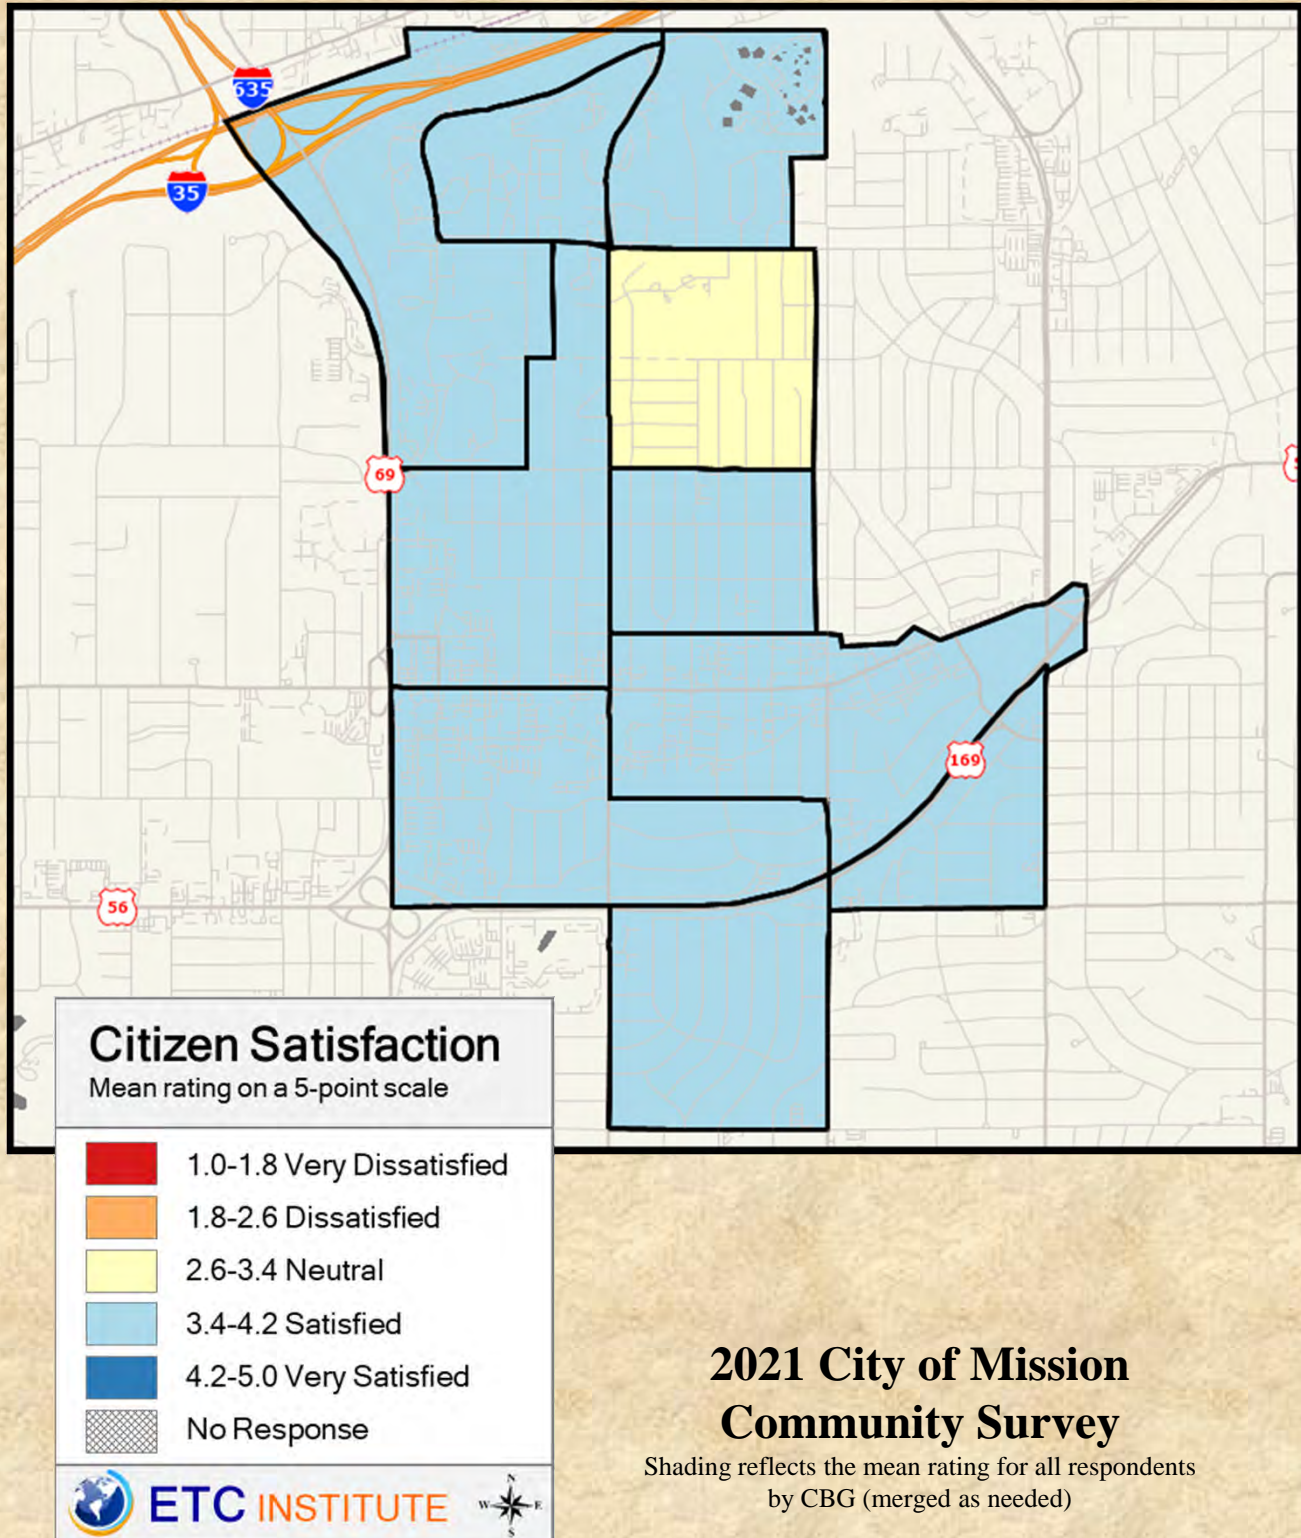 635
35
69
169
56
Citizen Satisfaction
Mean rating on a 5-point scale
1.0-1.8 Very Dissatisfied
1.8-2.6 Dissatisfied
2.6-3.4 Neutral
3.4-4.2 Satisfied
4.2-5.0 Very Satisfied
No Response
ETC INSTITUTE
N
W E
S
2021 City of Mission
Community Survey
Shading reflects the mean rating for all respondents
by CBG (merged as needed)